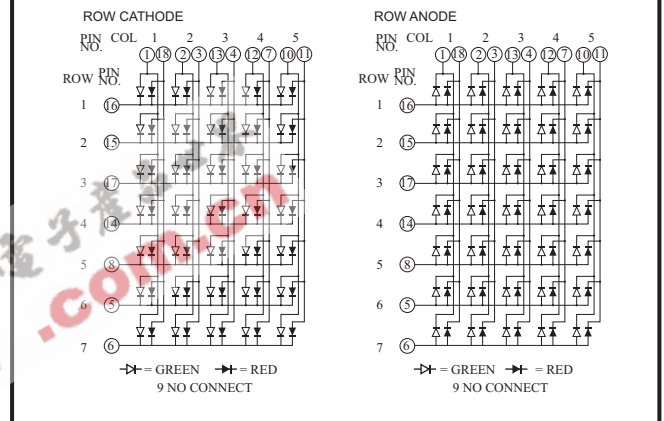 ROW CATHODE
PIN NO. COL 1 2 3 4 5
1 18 2 3 13 4 12 7 10 11
ROW PIN NO.
1 16
2 15
3 17
4 14
5 8
6 5
7 6
= GREEN = RED
9 NO CONNECT
ROW ANODE
PIN NO. COL 1 2 3 4 5
1 18 2 3 13 4 12 7 10 11
ROW PIN NO.
1 16
2 15
3 17
4 14
5 8
6 5
7 6
= GREEN = RED
9 NO CONNECT
.com.cn